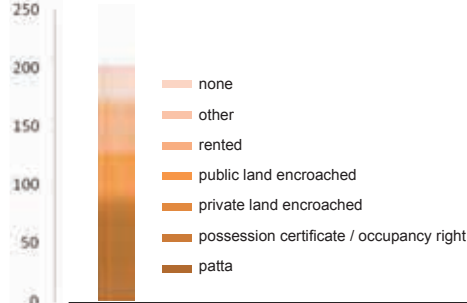 250
200
150
100
50
0
none
other
rented
public land encroached
private land encroached
possession certificate / occupancy right
patta